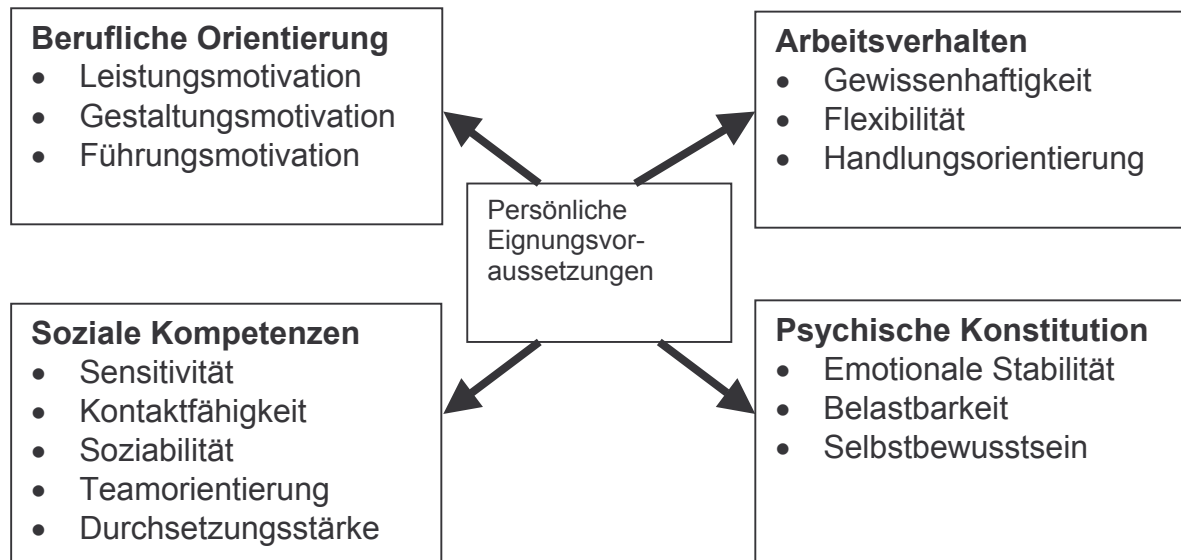 Berufliche Orientierung
• Leistungsmotivation
• Gestaltungsmotivation
• Führungsmotivation
Arbeitsverhalten
• Gewissenhaftigkeit
• Flexibilität
• Handlungsorientierung
Persönliche
Eignungsvor-
aussetzungen
Soziale Kompetenzen
• Sensitivität
• Kontaktfähigkeit
• Soziabilität
• Teamorientierung
• Durchsetzungsstärke
Psychische Konstitution
• Emotionale Stabilität
• Belastbarkeit
• Selbstbewusstsein